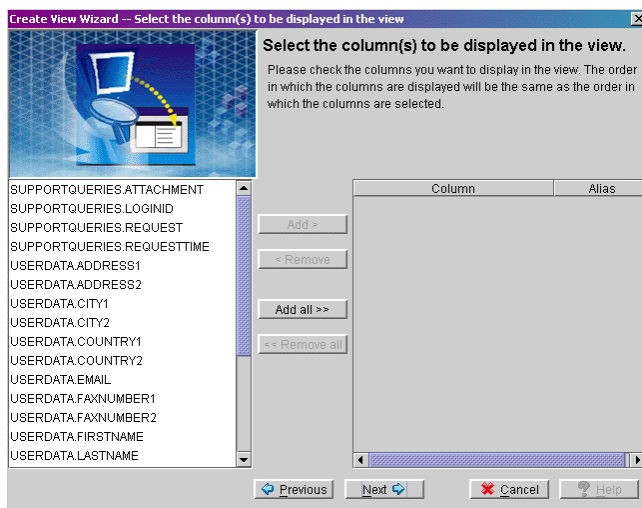 Create View Wizard -- Select the column(s) to be displayed in the view
Select the column(s) to be displayed in the view.
Please check the columns you want to display in the view. The order
in which the columns are displayed will be the same as the order in
which the columns are selected.
SUPPORTQUERIES.ATTACHMENT
SUPPORTQUERIES.LOGINID
SUPPORTQUERIES.REQUEST
SUPPORTQUERIES.REQUESTTIME
USERDATA.ADDRESS1
USERDATA.ADDRESS2
USERDATA.CITY1
USERDATA.CITY2
USERDATA.COUNTRY1
USERDATA.COUNTRY2
USERDATA.EMAIL
USERDATA.FAXNUMBER1
USERDATA.FAXNUMBER2
USERDATA.FIRSTNAME
USERDATA.LASTNAME
Add >
< Remove
Add all >>
<< Remove all
Column Alias
Previous Next Cancel Help